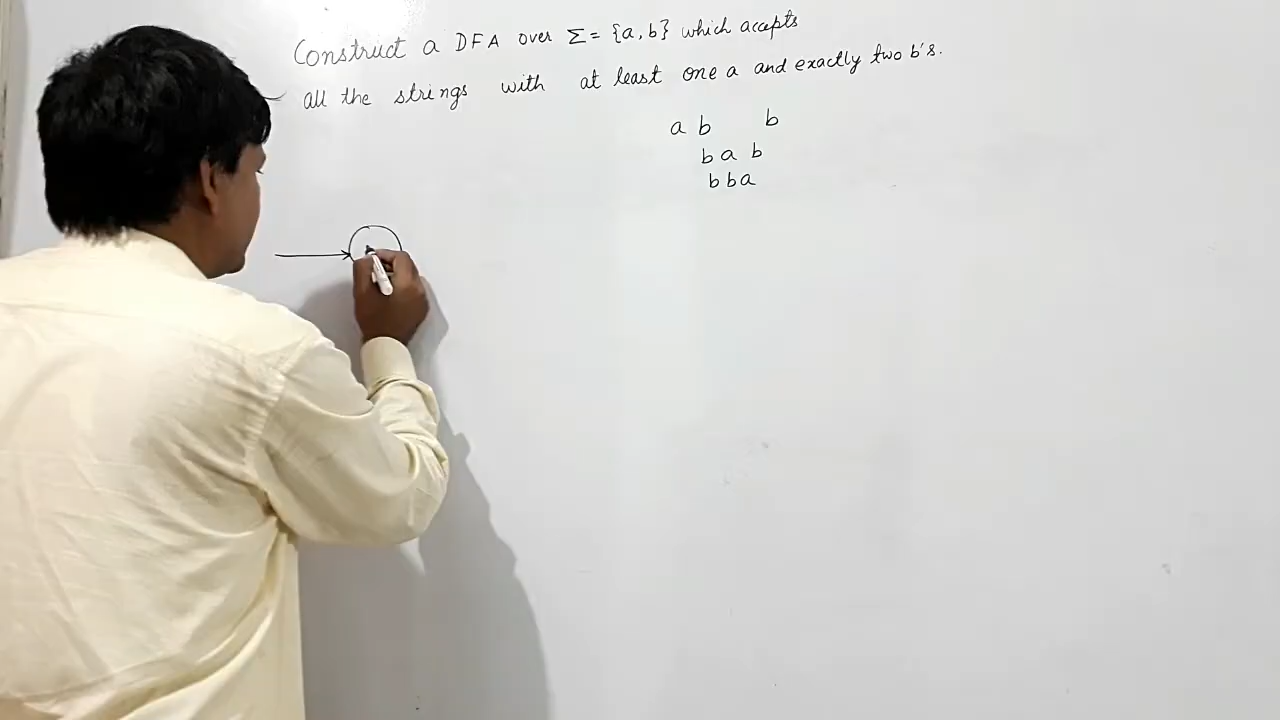 Construct a DFA over Σ = {a, b} which accepts
all the strings with at least one a and exactly two b's.
a b b
b a b
b b a